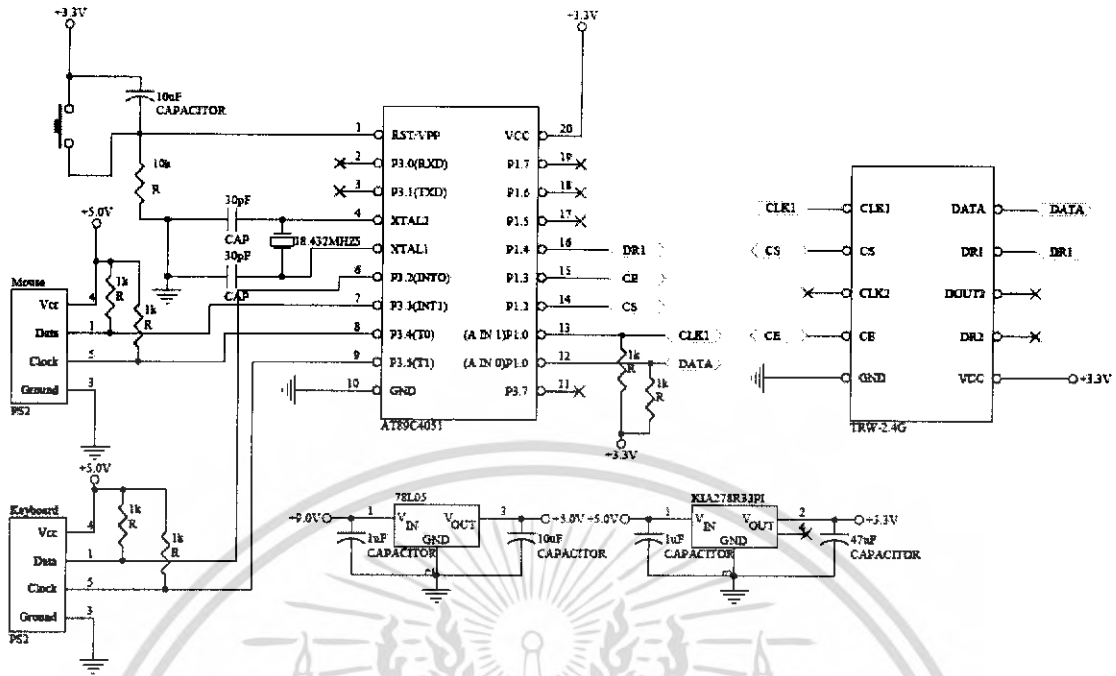 +3.3V
10uF
CAPACITOR
10k
R
+5.0V
Mouse
Vcc 4
Data 1
Clock 5
Ground 3
PS2
1k
R
1k
R
30pF
CAP
30pF
CAP
18.432MHZS
+3.3V
1 RST/VPP
2 P3.0(RXD)
3 P3.1(TXD)
4 XTAL2
XTAL1
6 P3.2(INT0)
7 P3.3(INT1)
8 P3.4(T0)
9 P3.5(T1)
10 GND
VCC 20
P1.7 19
P1.6 18
P1.5 17
P1.4 16 DR1
P1.3 15 CE
P1.2 14 CS
(A IN 1)P1.0 13 CLK1
(A IN 0)P1.0 12 DATA
P3.7 11
AT89C4051
1k
R
1k
R
+3.3V
CLK1 CLK1
CS CS
CLK2
CE CE
GND
DATA DATA
DR1 DR1
DOUT2
DR2
VCC +3.3V
TRW-2.4G
+5.0V
Keyboard
Vcc 4
Data 1
Clock 5
Ground 3
PS2
1k
R
1k
R
78L05
+9.0V 1 VIN VOUT 3 +5.0V
GND
2
1uF
CAPACITOR
10uF
CAPACITOR
KIA278R33PI
+5.0V 1 VIN VOUT 2 +3.3V
4
GND
3
1uF
CAPACITOR
47uF
CAPACITOR